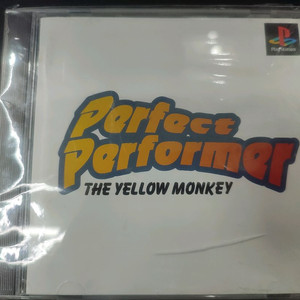 Perfect
Performer
THE YELLOW MONKEY
PlayStation